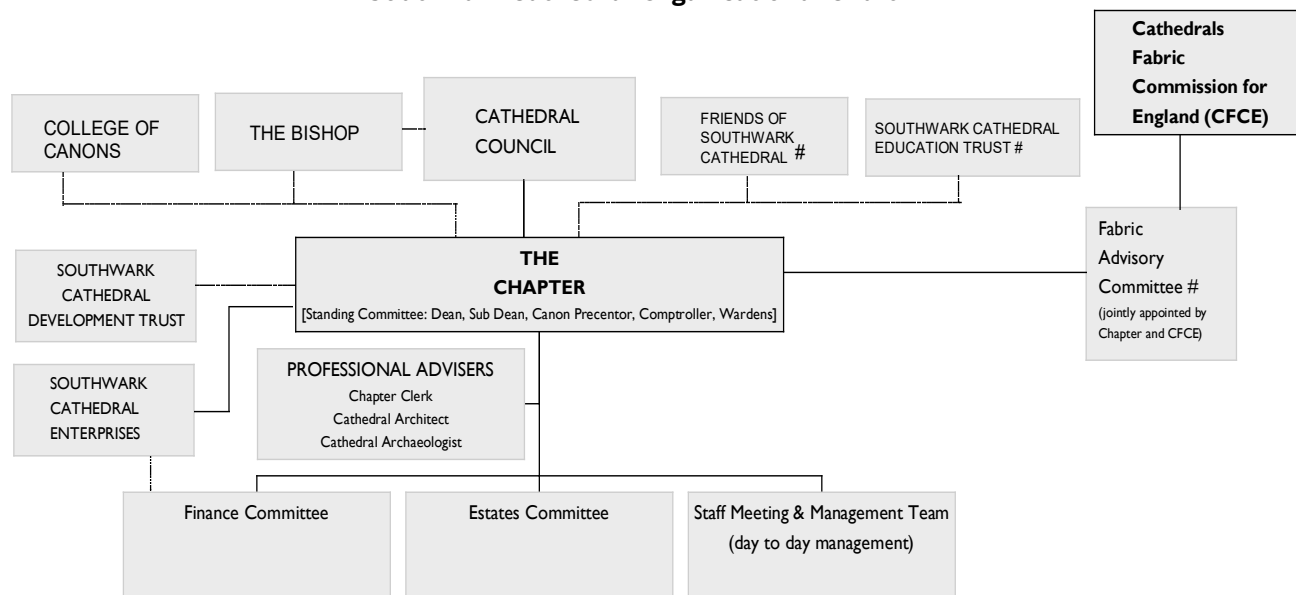 Cathedrals
Fabric
Commission for
England (CFCE)
COLLEGE OF
CANONS
THE BISHOP
CATHEDRAL
COUNCIL
FRIENDS OF
SOUTHWARK
CATHEDRAL #
SOUTHWARK CATHEDRAL
EDUCATION TRUST #
Fabric
Advisory
Committee #
(jointly appointed by
Chapter and CFCE)
THE
CHAPTER
[Standing Committee: Dean, Sub Dean, Canon Precentor, Comptroller, Wardens]
SOUTHWARK
CATHEDRAL
DEVELOPMENT TRUST
SOUTHWARK
CATHEDRAL
ENTERPRISES
PROFESSIONAL ADVISERS
Chapter Clerk
Cathedral Architect
Cathedral Archaeologist
Finance Committee
Estates Committee
Staff Meeting & Management Team
(day to day management)